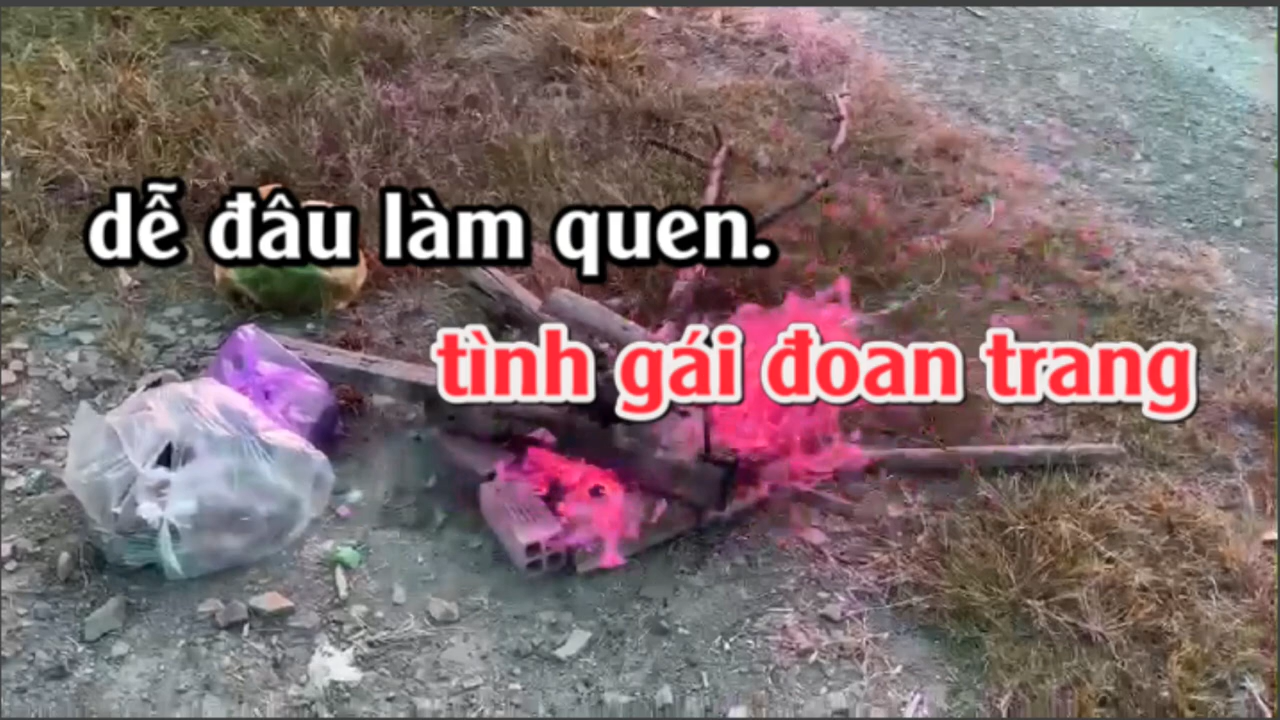 dễ đâu làm quen.
tình gái đoan trang